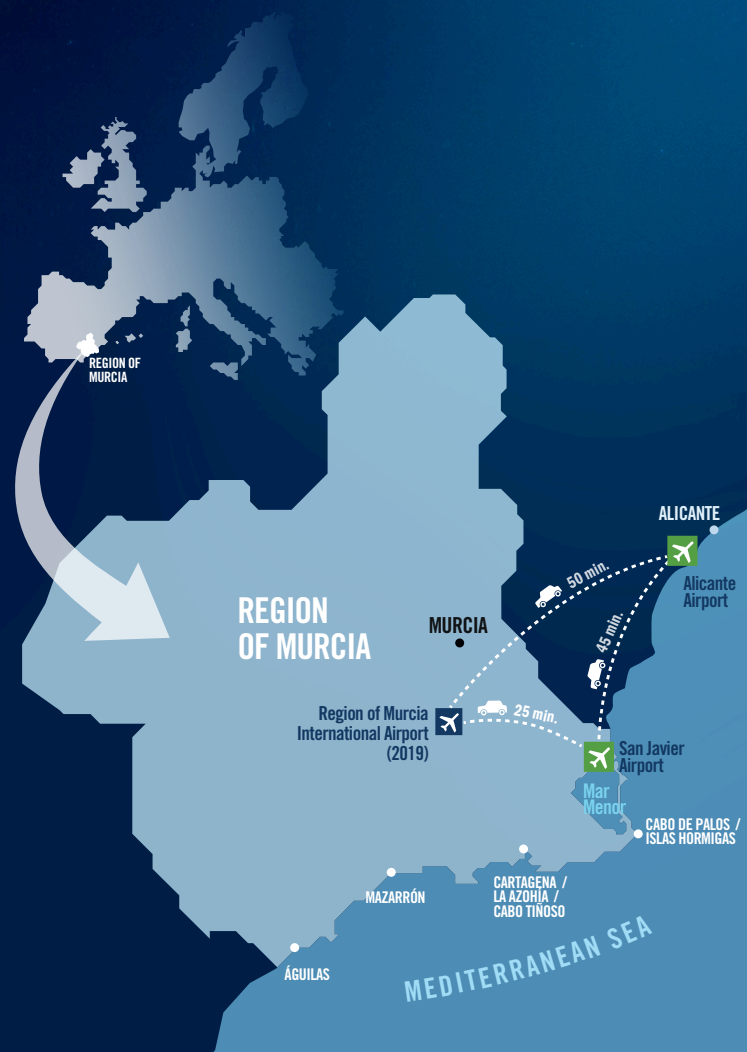 REGION OF
MURCIA
ALICANTE
Alicante
Airport
50 min.
45 min.
REGION
OF MURCIA
MURCIA
Region of Murcia
International Airport
(2019)
25 min.
San Javier
Airport
Mar
Menor
CABO DE PALOS /
ISLAS HORMIGAS
MAZARRÓN
CARTAGENA /
LA AZOHÍA /
CABO TIÑOSO
ÁGUILAS
MEDITERRANEAN SEA